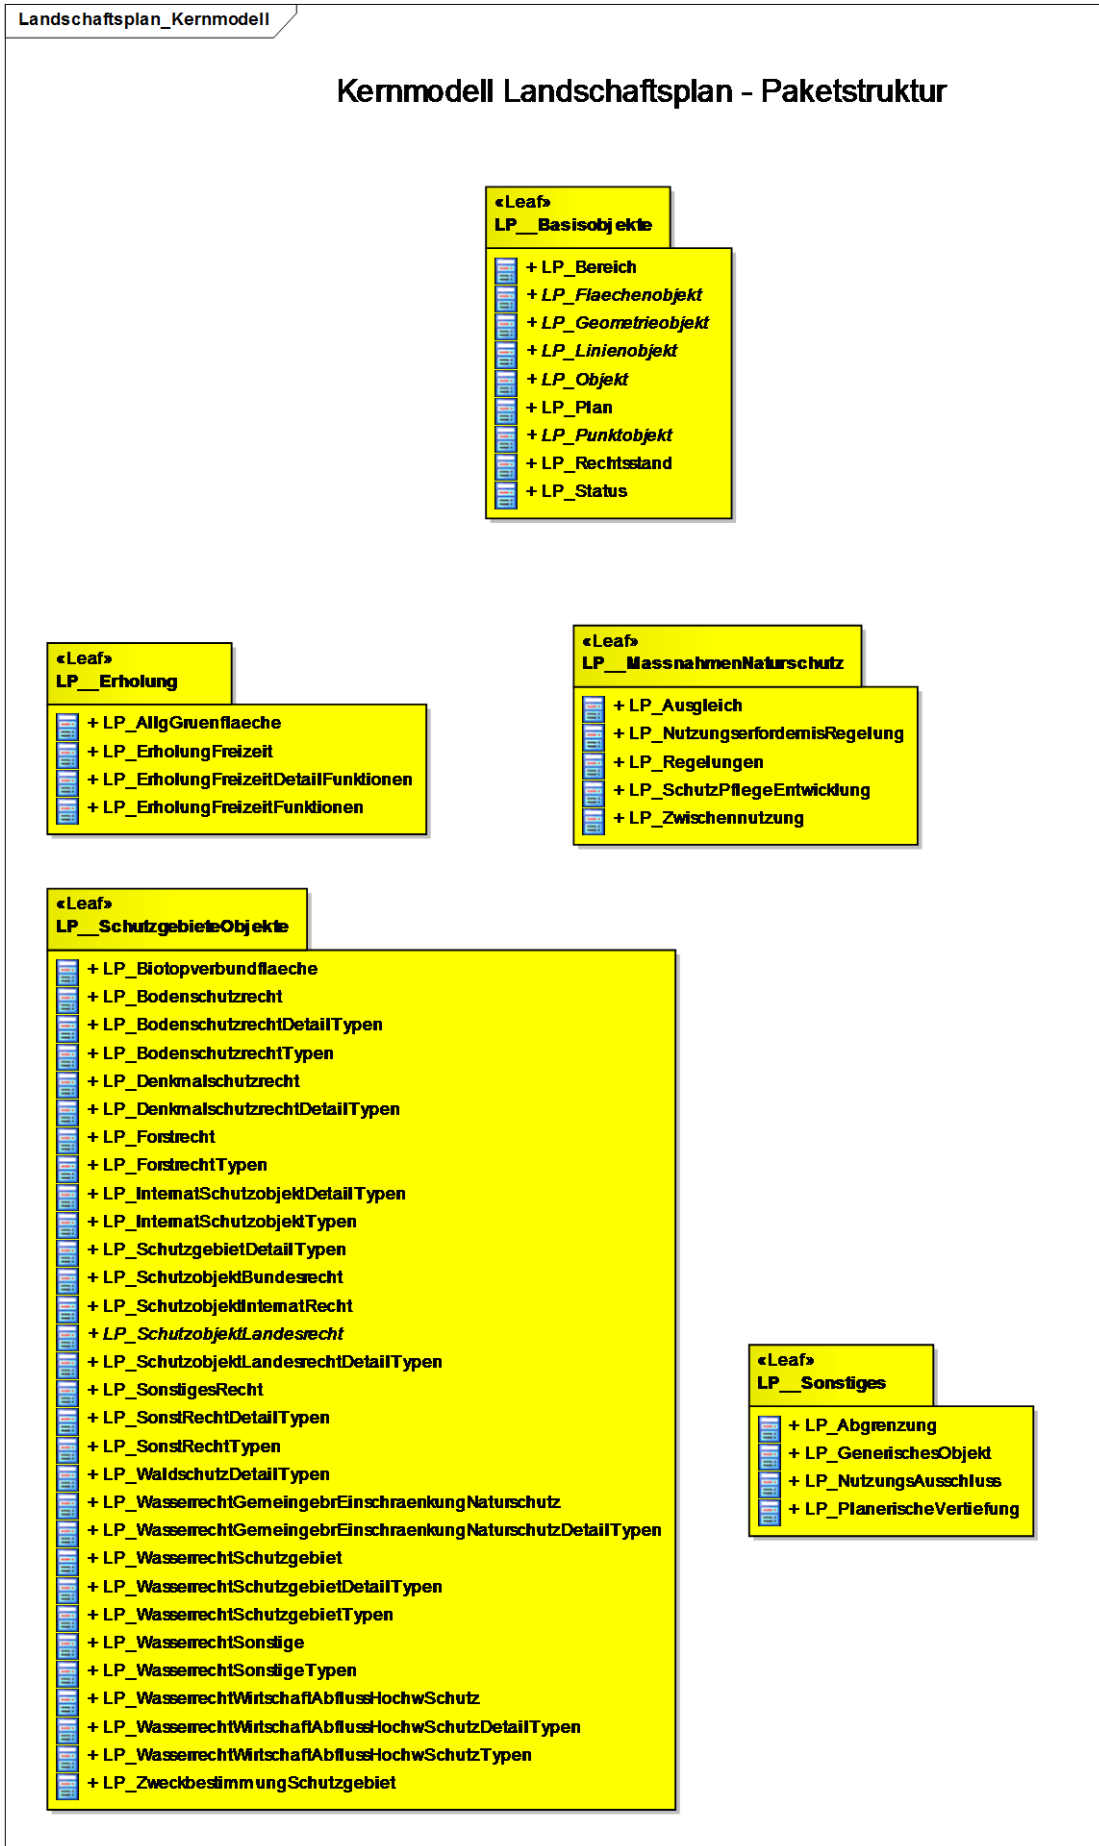 Landschaftsplan_Kernmodell
Kernmodell Landschaftsplan - Paketstruktur
«Leaf»
LP__Basisobjekte
+ LP_Bereich
+ LP_Flaechenobjekt
+ LP_Geometrieobjekt
+ LP_Linienobjekt
+ LP_Objekt
+ LP_Plan
+ LP_Punktobjekt
+ LP_Rechtsstand
+ LP_Status
«Leaf»
LP__Erholung
+ LP_AllgGruenflaeche
+ LP_ErholungFreizeit
+ LP_ErholungFreizeitDetailFunktionen
+ LP_ErholungFreizeitFunktionen
«Leaf»
LP__MassnahmenNaturschutz
+ LP_Ausgleich
+ LP_NutzungserfordernisRegelung
+ LP_Regelungen
+ LP_SchutzPflegeEntwicklung
+ LP_Zwischennutzung
«Leaf»
LP__SchutzgebieteObjekte
+ LP_Biotopverbundflaeche
+ LP_Bodenschutzrecht
+ LP_BodenschutzrechtDetailTypen
+ LP_BodenschutzrechtTypen
+ LP_Denkmalschutzrecht
+ LP_DenkmalschutzrechtDetailTypen
+ LP_Forstrecht
+ LP_ForstrechtTypen
+ LP_InternatSchutzobjektDetailTypen
+ LP_InternatSchutzobjektTypen
+ LP_SchutzgebietDetailTypen
+ LP_SchutzobjektBundesrecht
+ LP_SchutzobjektInternatRecht
+ LP_SchutzobjektLandesrecht
+ LP_SchutzobjektLandesrechtDetailTypen
+ LP_SonstigesRecht
+ LP_SonstRechtDetailTypen
+ LP_SonstRechtTypen
+ LP_WaldschutzDetailTypen
+ LP_WasserrechtGemeingebrEinschraenkungNaturschutz
+ LP_WasserrechtGemeingebrEinschraenkungNaturschutzDetailTypen
+ LP_WasserrechtSchutzgebiet
+ LP_WasserrechtSchutzgebietDetailTypen
+ LP_WasserrechtSchutzgebietTypen
+ LP_WasserrechtSonstige
+ LP_WasserrechtSonstigeTypen
+ LP_WasserrechtWirtschaftAbflussHochwSchutz
+ LP_WasserrechtWirtschaftAbflussHochwSchutzDetailTypen
+ LP_WasserrechtWirtschaftAbflussHochwSchutzTypen
+ LP_ZweckbestimmungSchutzgebiet
«Leaf»
LP__Sonstiges
+ LP_Abgrenzung
+ LP_GenerischesObjekt
+ LP_NutzungsAusschluss
+ LP_PlanerischeVertiefung